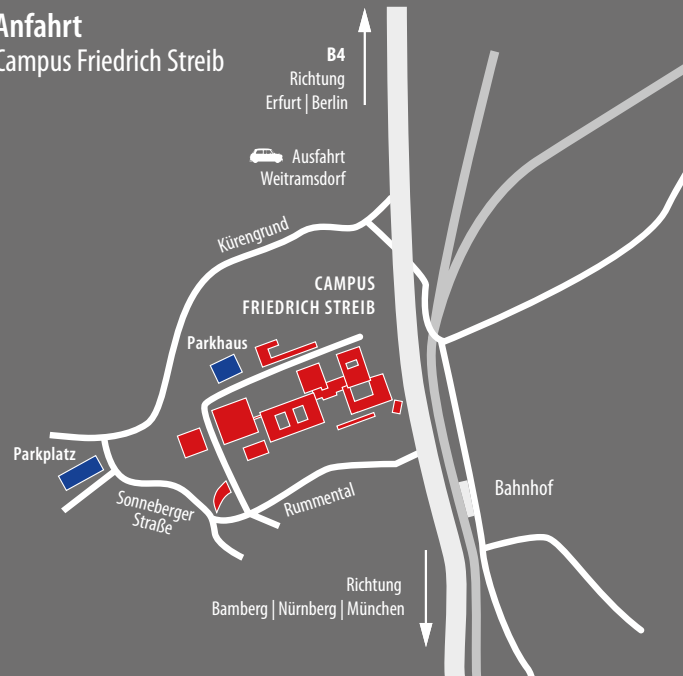 Anfahrt
Campus Friedrich Streib
B4
Richtung
Erfurt | Berlin
Ausfahrt
Weitramsdorf
Kürengrund
CAMPUS
FRIEDRICH STREIB
Parkhaus
Parkplatz
Sonneberger
Straße
Rummental
Bahnhof
Richtung
Bamberg | Nürnberg | München